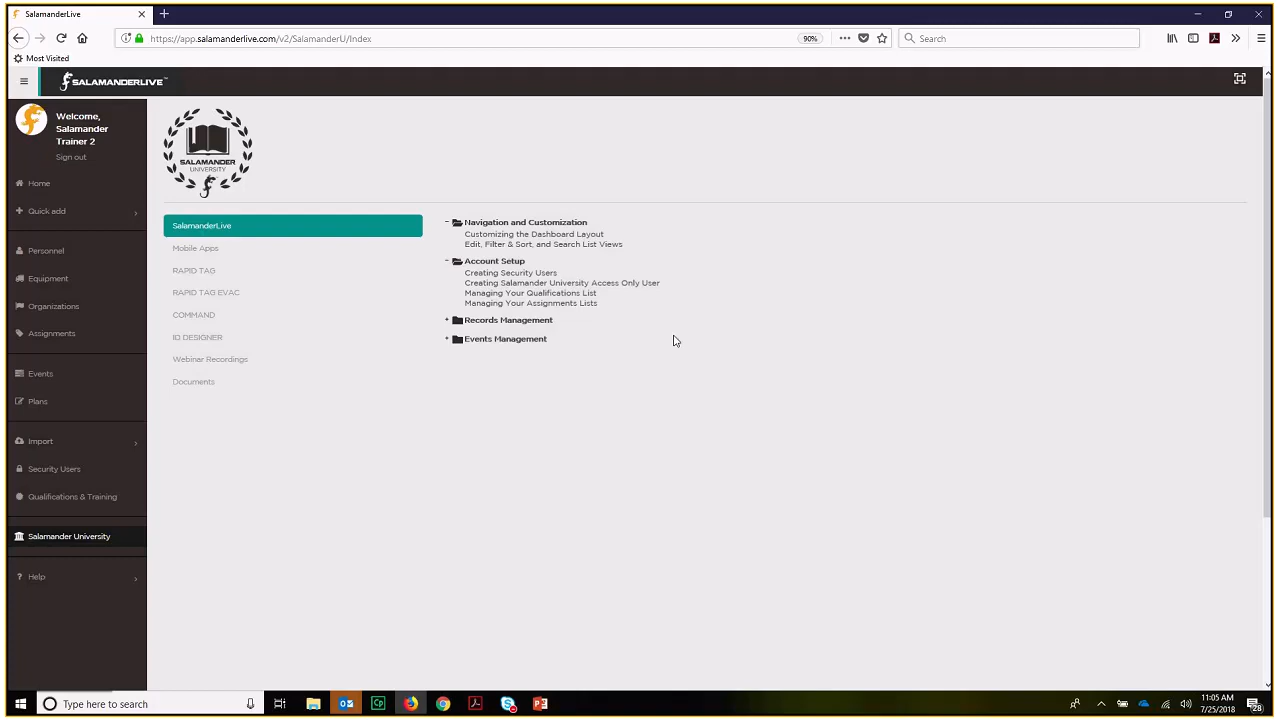 SalamanderLive
https://app.salamanderlive.com/v2/SalamanderU/Index
90%
Search
Most Visited
SALAMANDERLIVE™
Welcome,
Salamander
Trainer 2
Sign out
Home
Quick add
Personnel
Equipment
Organizations
Assignments
Events
Plans
Import
Security Users
Qualifications & Training
Salamander University
Help
SALAMANDER
UNIVERSITY
SalamanderLive
Mobile Apps
RAPID TAG
RAPID TAG EVAC
COMMAND
ID DESIGNER
Webinar Recordings
Documents
Navigation and Customization
Customizing the Dashboard Layout
Edit, Filter & Sort, and Search List Views
Account Setup
Creating Security Users
Creating Salamander University Access Only User
Managing Your Qualifications List
Managing Your Assignments Lists
Records Management
Events Management
Type here to search
Cp
11:05 AM
7/25/2018
28